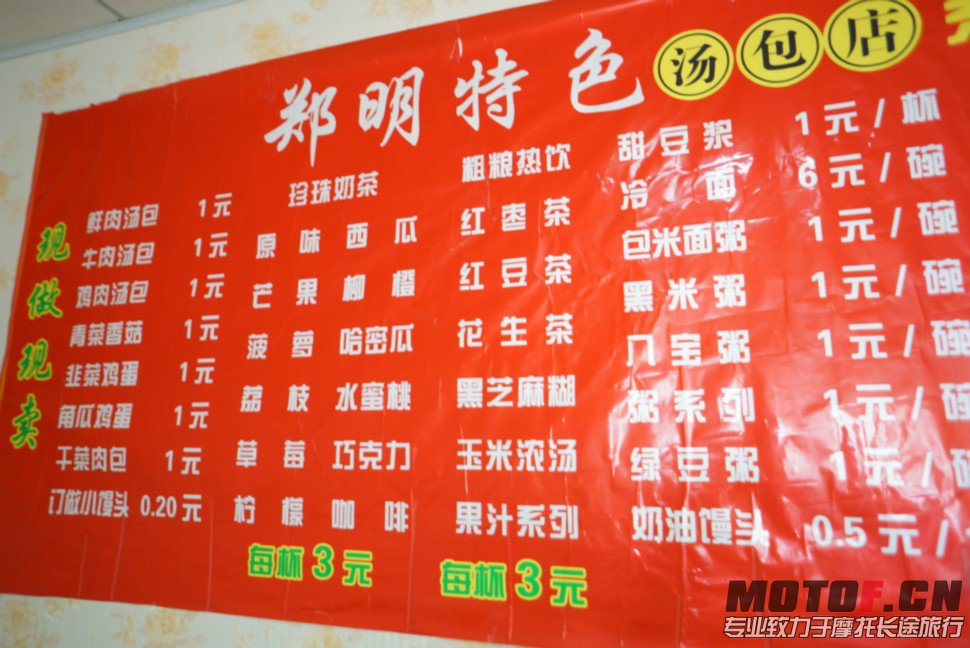 郑明特色汤包店
现做现卖
鲜肉汤包 1元
牛肉汤包 1元
鸡肉汤包 1元
青菜香菇 1元
韭菜鸡蛋 1元
角瓜鸡蛋 1元
干菜肉包 1元
订做小馒头 0.20元
珍珠奶茶
原味 西瓜
芒果 柳橙
菠萝 哈密瓜
荔枝 水蜜桃
草莓 巧克力
柠檬 咖啡
每杯3元
粗粮热饮
红枣茶
红豆茶
花生茶
黑芝麻糊
玉米浓汤
果汁系列
每杯3元
甜豆浆 1元/杯
冷面 6元/碗
包米面粥 1元/碗
黑米粥 1元/碗
八宝粥 1元/碗
粥系列 1元/碗
绿豆粥 1元/
奶油馒头 0.5元/
MOTOF.CN
专业致力于摩托长途旅行